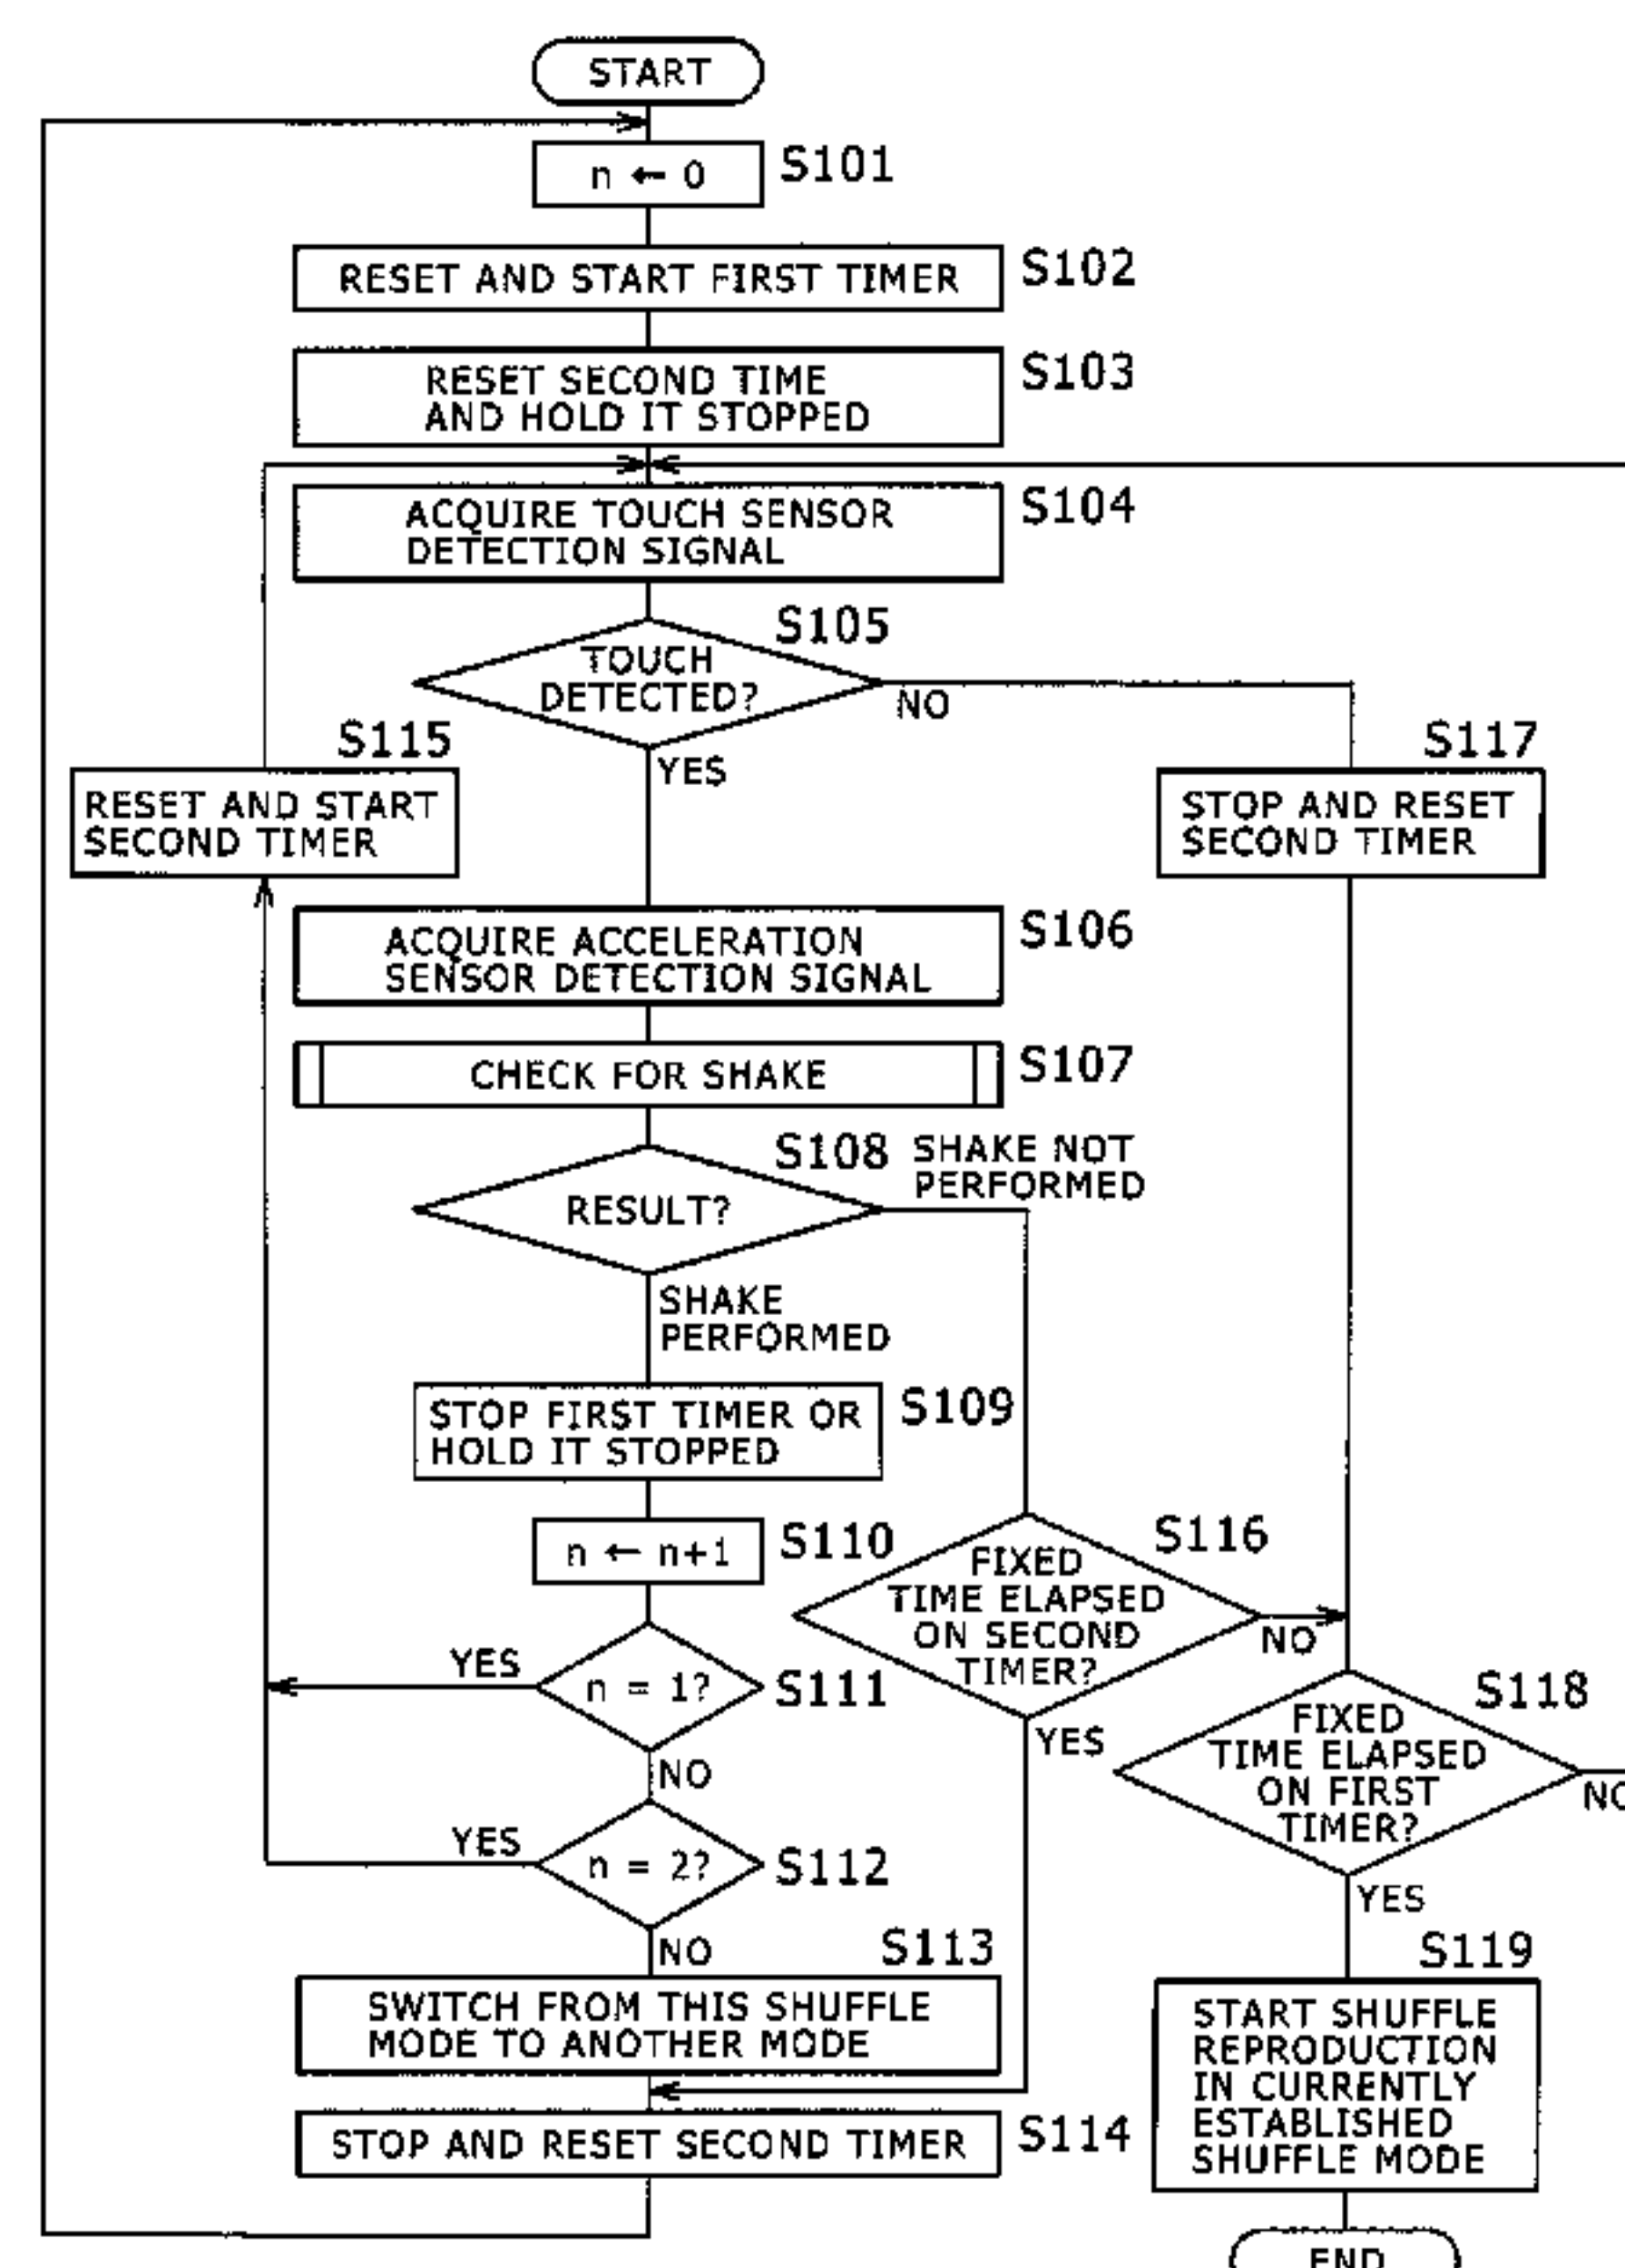 START
n ← 0
S101
RESET AND START FIRST TIMER
S102
RESET SECOND TIME
AND HOLD IT STOPPED
S103
ACQUIRE TOUCH SENSOR
DETECTION SIGNAL
S104
S105
TOUCH
DETECTED?
NO
YES
S115
RESET AND START
SECOND TIMER
S117
STOP AND RESET
SECOND TIMER
ACQUIRE ACCELERATION
SENSOR DETECTION SIGNAL
S106
CHECK FOR SHAKE
S107
S108
SHAKE NOT
PERFORMED
RESULT?
SHAKE
PERFORMED
STOP FIRST TIMER OR
HOLD IT STOPPED
S109
n ← n+1
S110
S116
FIXED
TIME ELAPSED
ON SECOND
TIMER?
NO
YES
YES
n = 1?
S111
NO
S118
FIXED
TIME ELAPSED
ON FIRST
TIMER?
NO
YES
YES
n = 2?
S112
NO
S113
SWITCH FROM THIS SHUFFLE
MODE TO ANOTHER MODE
STOP AND RESET SECOND TIMER
S114
S119
START SHUFFLE
REPRODUCTION
IN CURRENTLY
ESTABLISHED
SHUFFLE MODE
END